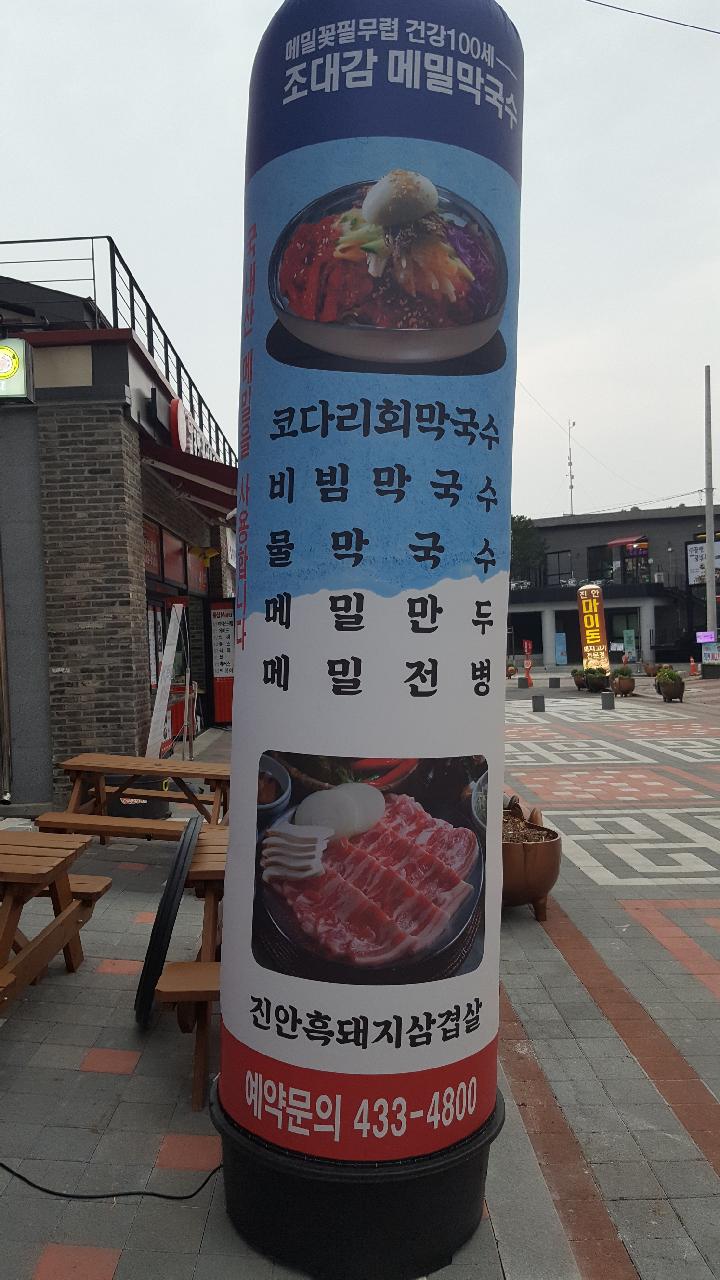 메밀꽃필무렵 건강100세
조대감 메밀막국수
국내산 메밀을 사용합니다
코다리회막국수
비빔막국수
물막국수
메밀만두
메밀전병
진안흑돼지삼겹살
예약문의 433-4800
진안
마이돈